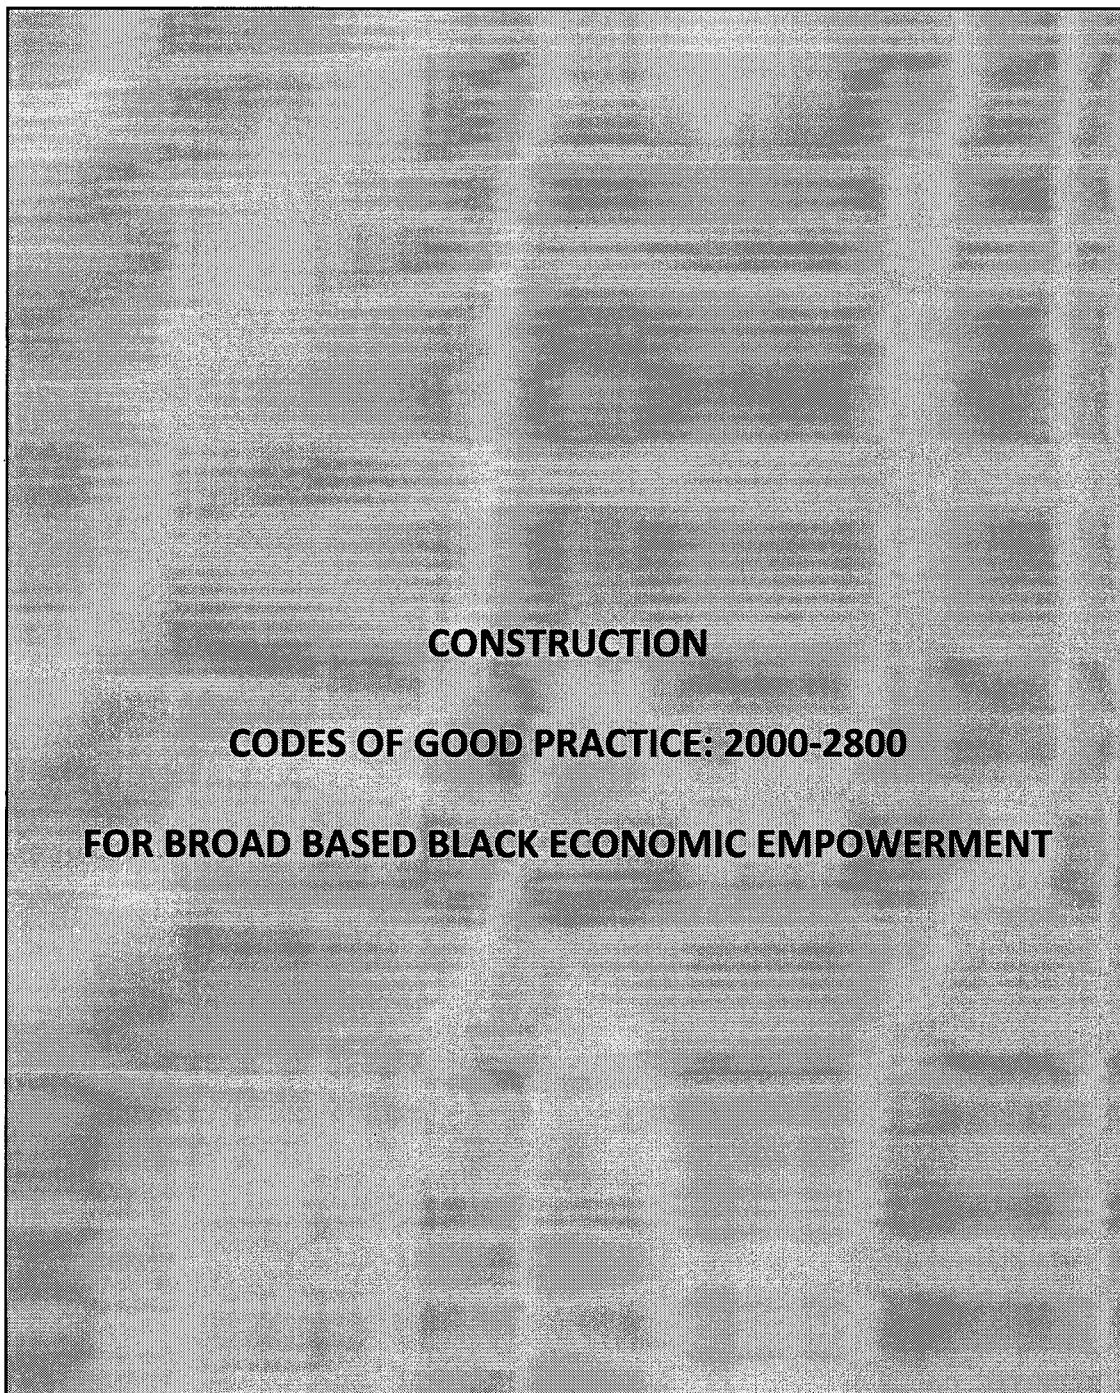 CONSTRUCTION
CODES OF GOOD PRACTICE: 2000-2800
FOR BROAD BASED BLACK ECONOMIC EMPOWERMENT